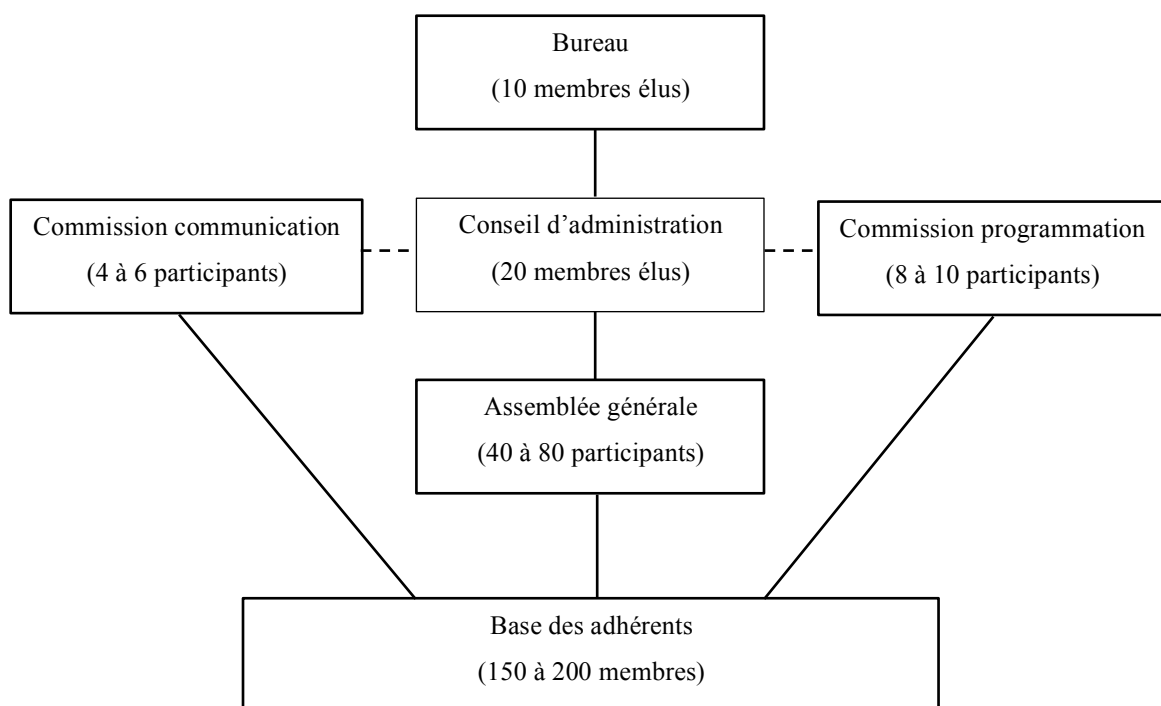 Bureau
(10 membres élus)
Commission communication
(4 à 6 participants)
Conseil d’administration
(20 membres élus)
Commission programmation
(8 à 10 participants)
Assemblée générale
(40 à 80 participants)
Base des adhérents
(150 à 200 membres)